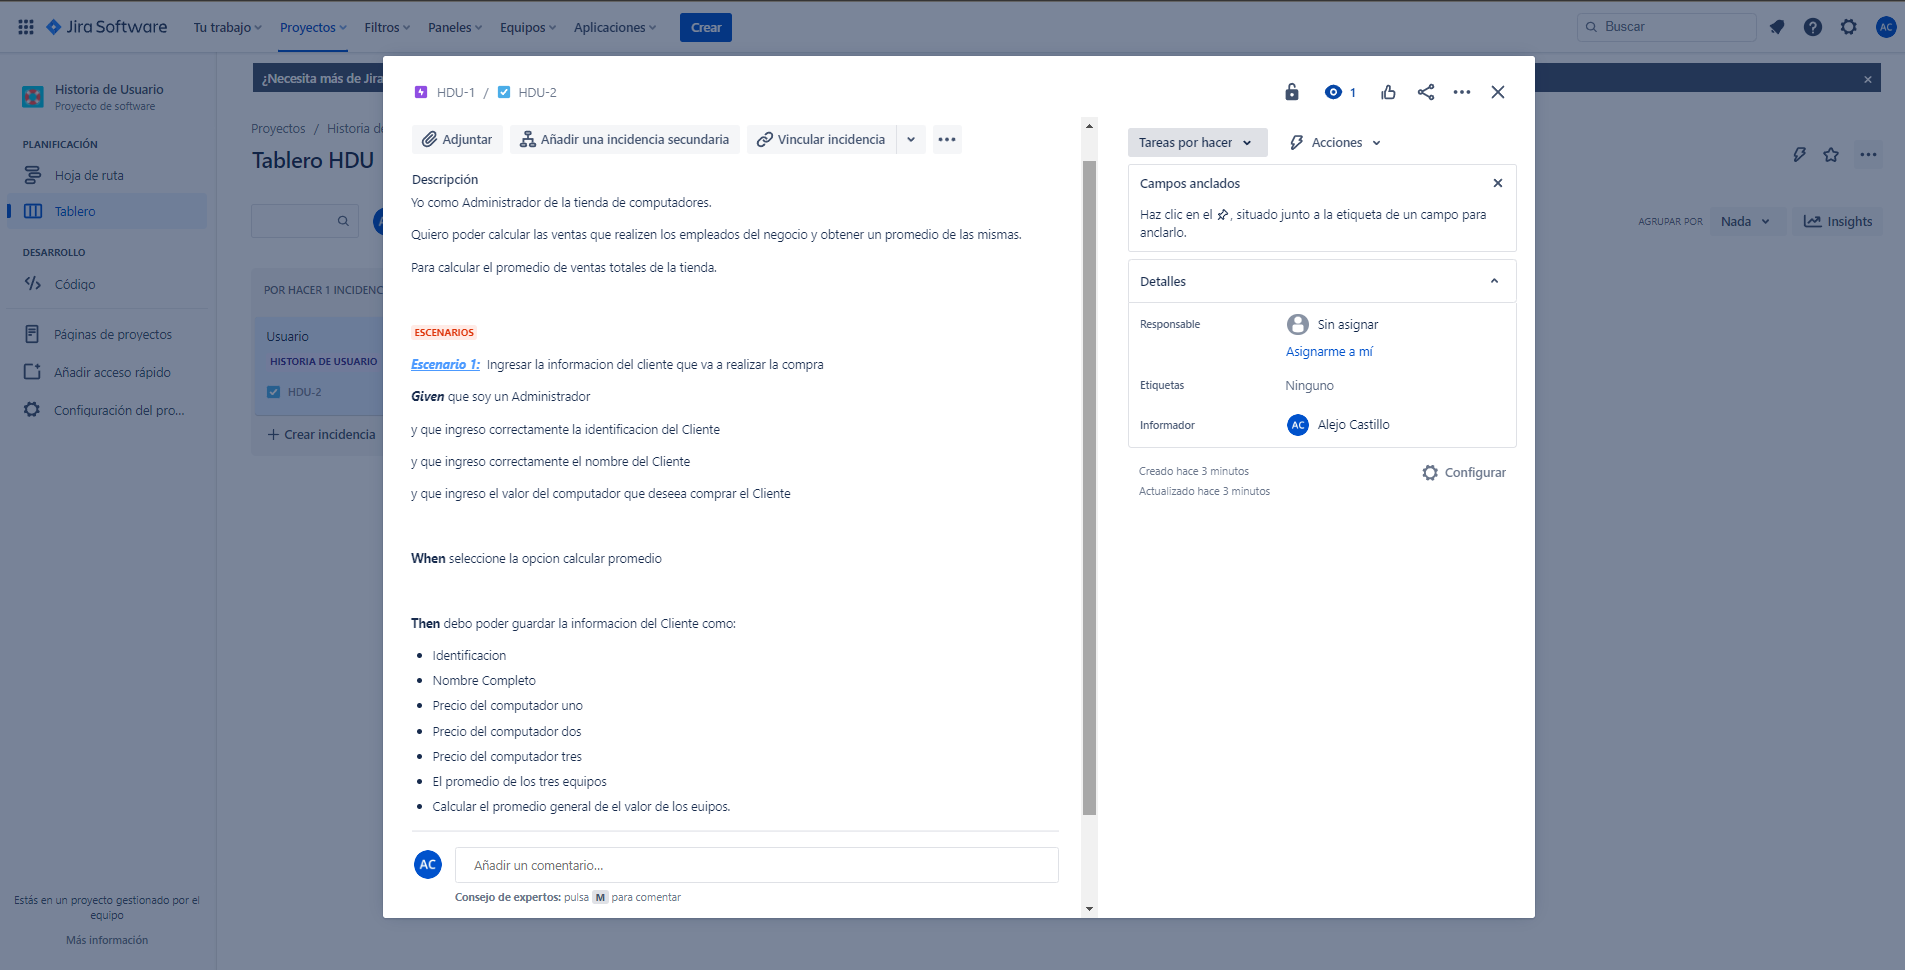 Jira Software
Tu trabajo
Proyectos
Filtros
Paneles
Equipos
Aplicaciones
Crear
Buscar
AC
Historia de Usuario
Proyecto de software
PLANIFICACIÓN
Hoja de ruta
Tablero
DESARROLLO
Código
Páginas de proyectos
Añadir acceso rápido
Configuración del pro...
Estás en un proyecto gestionado por el
equipo
Más información
¿Necesita más de Jira
Proyectos / Historia de
Tablero HDU
AGRUPAR POR
Nada
Insights
POR HACER 1 INCIDENC
Usuario
HISTORIA DE USUARIO
HDU-2
+ Crear incidencia
HDU-1 / HDU-2
1
Adjuntar
Añadir una incidencia secundaria
Vincular incidencia
Descripción
Yo como Administrador de la tienda de computadores.
Quiero poder calcular las ventas que realizen los empleados del negocio y obtener un promedio de las mismas.
Para calcular el promedio de ventas totales de la tienda.
ESCENARIOS
Escenario 1: Ingresar la informacion del cliente que va a realizar la compra
Given que soy un Administrador
y que ingreso correctamente la identificacion del Cliente
y que ingreso correctamente el nombre del Cliente
y que ingreso el valor del computador que deseea comprar el Cliente
When seleccione la opcion calcular promedio
Then debo poder guardar la informacion del Cliente como:
• Identificacion
• Nombre Completo
• Precio del computador uno
• Precio del computador dos
• Precio del computador tres
• El promedio de los tres equipos
• Calcular el promedio general de el valor de los euipos.
AC
Añadir un comentario...
Consejo de expertos: pulsa M para comentar
Tareas por hacer
Acciones
Campos anclados
Haz clic en el , situado junto a la etiqueta de un campo para
anclarlo.
Detalles
Responsable
Sin asignar
Asignarme a mí
Etiquetas
Ninguno
Informador
AC
Alejo Castillo
Creado hace 3 minutos
Actualizado hace 3 minutos
Configurar